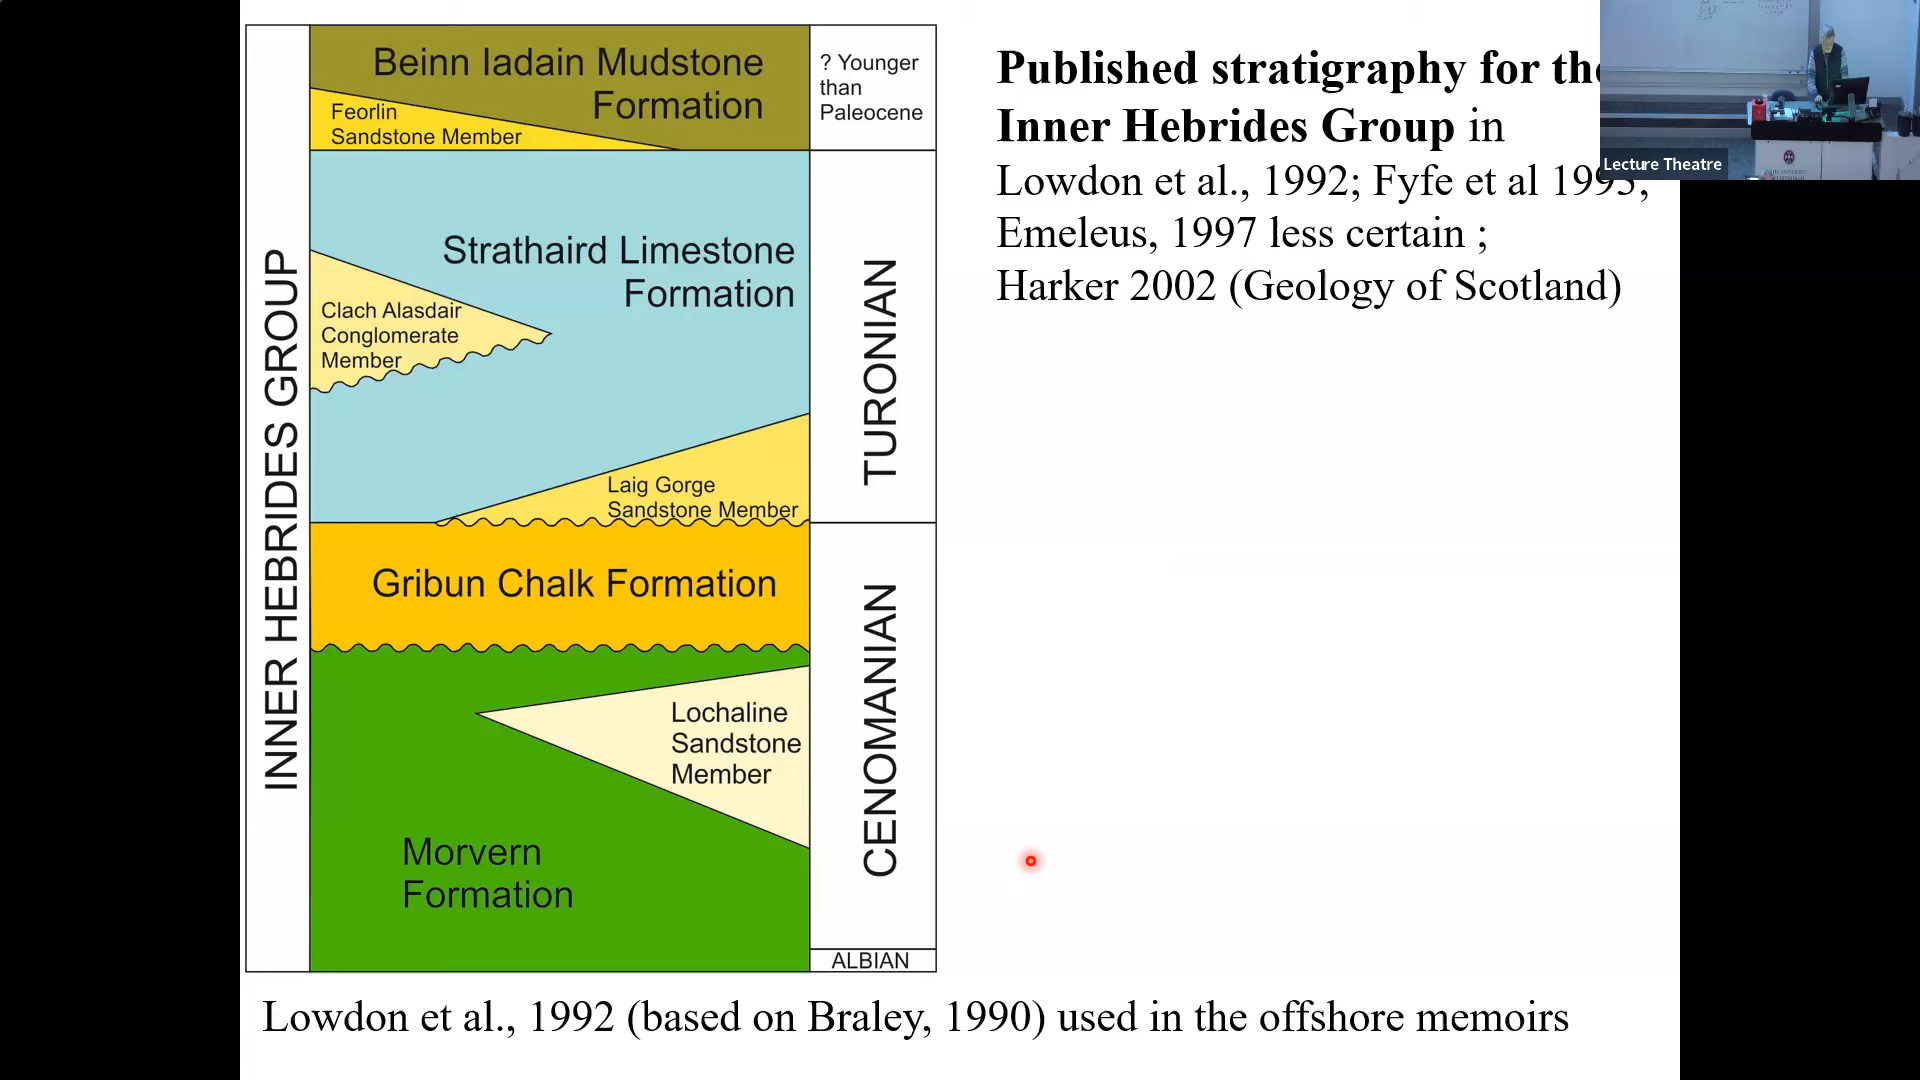 INNER HEBRIDES GROUP
Beinn Iadain Mudstone
Formation
Feorlin
Sandstone Member
? Younger
than
Paleocene
Strathaird Limestone
Formation
Clach Alasdair
Conglomerate
Member
Laig Gorge
Sandstone Member
TURONIAN
Gribun Chalk Formation
Lochaline
Sandstone
Member
Morvern
Formation
CENOMANIAN
ALBIAN
Published stratigraphy for the
Inner Hebrides Group in
Lowdon et al., 1992; Fyfe et al 1993;
Emeleus, 1997 less certain ;
Harker 2002 (Geology of Scotland)
Lowdon et al., 1992 (based on Braley, 1990) used in the offshore memoirs
Lecture Theatre